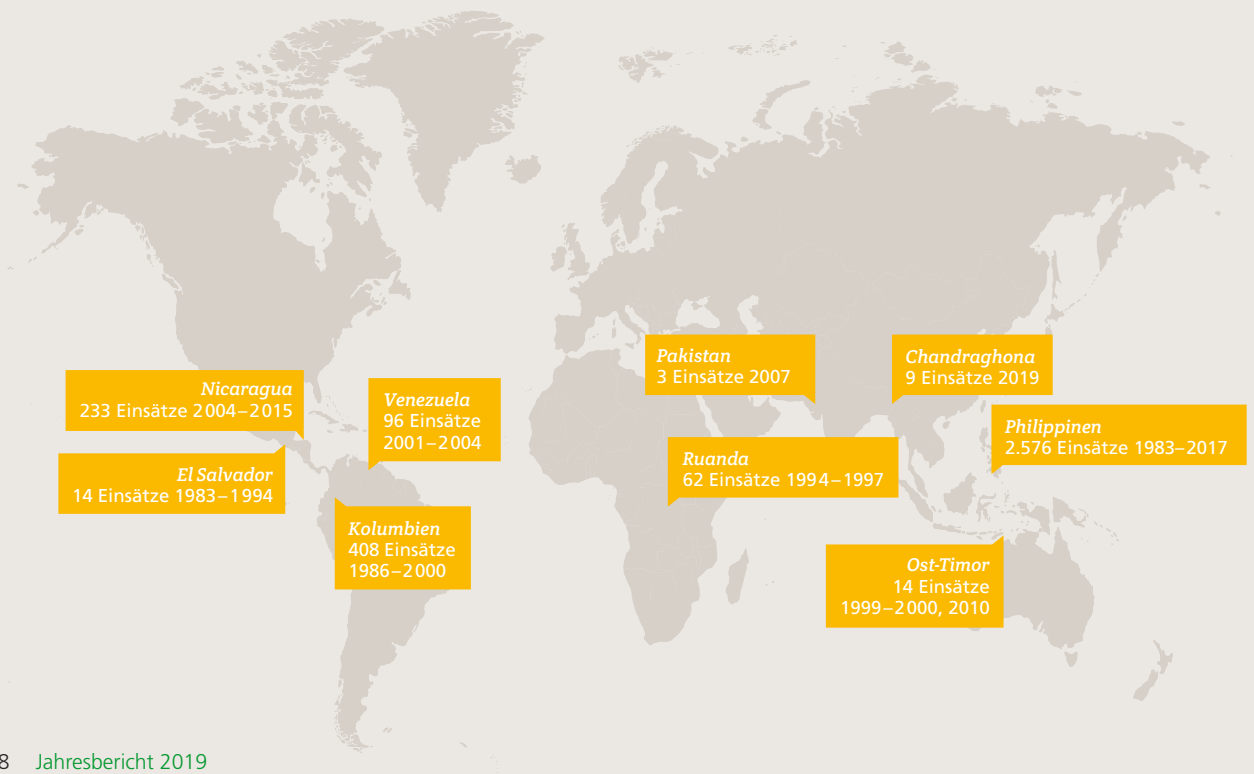 Nicaragua
233 Einsätze 2004–2015
El Salvador
14 Einsätze 1983–1994
Venezuela
96 Einsätze
2001–2004
Kolumbien
408 Einsätze
1986–2000
Pakistan
3 Einsätze 2007
Ruanda
62 Einsätze 1994–1997
Chandraghona
9 Einsätze 2019
Philippinen
2.576 Einsätze 1983–2017
Ost-Timor
14 Einsätze
1999–2000, 2010
8 Jahresbericht 2019